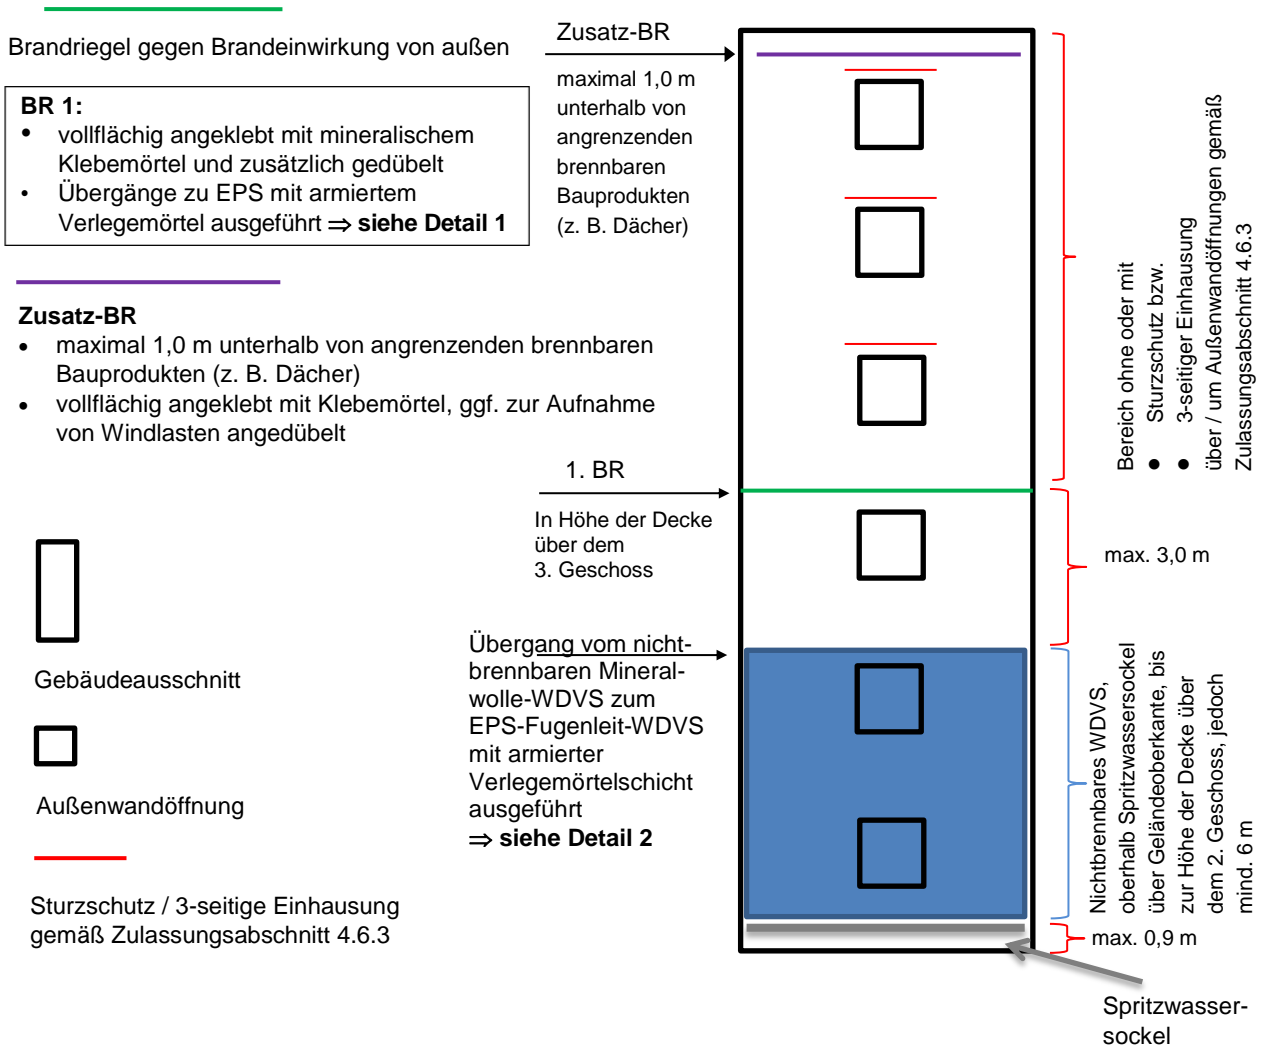 Brandriegel gegen Brandeinwirkung von außen
BR 1:
• vollflächig angeklebt mit mineralischem
Klebemörtel und zusätzlich gedübelt
• Übergänge zu EPS mit armiertem
Verlegemörtel ausgeführt ⇒ siehe Detail 1
Zusatz-BR
• maximal 1,0 m unterhalb von angrenzenden brennbaren
Bauprodukten (z. B. Dächer)
• vollflächig angeklebt mit Klebemörtel, ggf. zur Aufnahme
von Windlasten angedübelt
Gebäudeausschnitt
Außenwandöffnung
Sturzschutz / 3-seitige Einhausung
gemäß Zulassungsabschnitt 4.6.3
Zusatz-BR
maximal 1,0 m
unterhalb von
angrenzenden
brennbaren
Bauprodukten
(z. B. Dächer)
1. BR
In Höhe der Decke
über dem
3. Geschoss
Übergang vom nicht-
brennbaren Mineral-
wolle-WDVS zum
EPS-Fugenleit-WDVS
mit armierter
Verlegemörtelschicht
ausgeführt
⇒ siehe Detail 2
Bereich ohne oder mit
● Sturzschutz bzw.
● 3-seitiger Einhausung
über / um Außenwandöffnungen gemäß
Zulassungsabschnitt 4.6.3
max. 3,0 m
Nichtbrennbares WDVS,
oberhalb Spritzwassersockel
über Geländeoberkante, bis
zur Höhe der Decke über
dem 2. Geschoss, jedoch
mind. 6 m
max. 0,9 m
Spritzwasser-
sockel